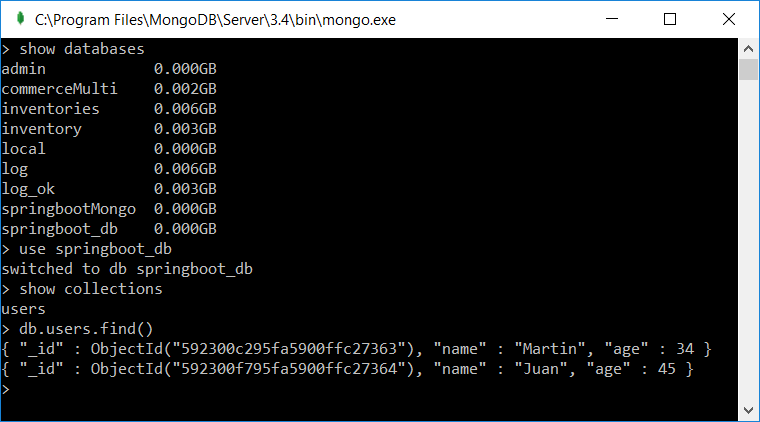 C:\Program Files\MongoDB\Server\3.4\bin\mongo.exe
> show databases
admin            0.000GB
commerceMulti    0.002GB
inventories      0.006GB
inventory        0.003GB
local            0.000GB
log              0.006GB
log_ok           0.003GB
springbootMongo  0.000GB
springboot_db    0.000GB
> use springboot_db
switched to db springboot_db
> show collections
users
> db.users.find()
{ "_id" : ObjectId("592300c295fa5900ffc27363"), "name" : "Martin", "age" : 34 }
{ "_id" : ObjectId("592300f795fa5900ffc27364"), "name" : "Juan", "age" : 45 }
>